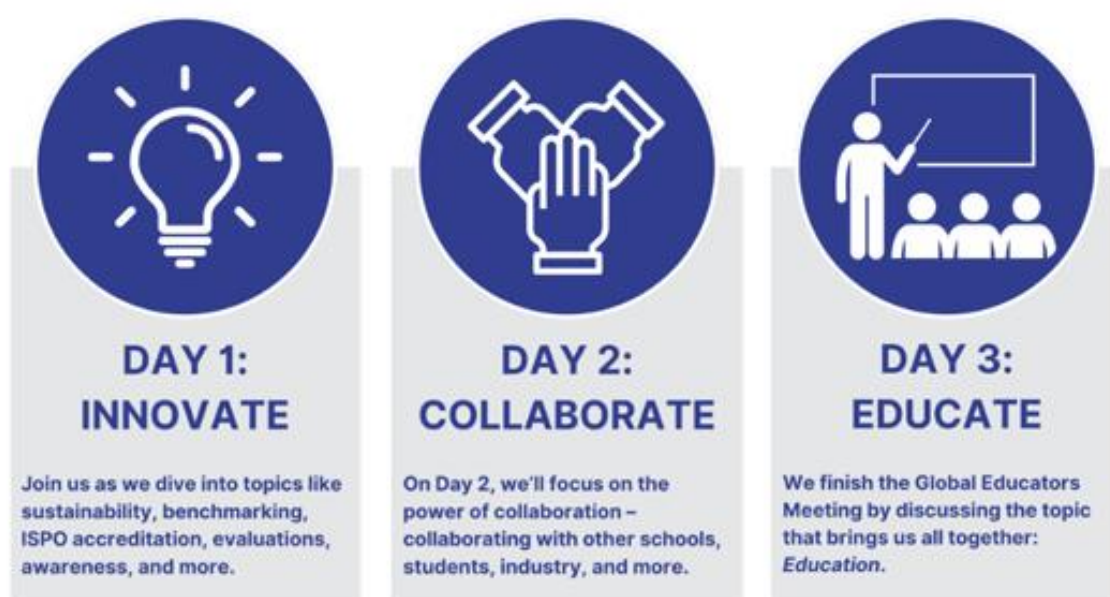 DAY 1:
INNOVATE
Join us as we dive into topics like
sustainability, benchmarking,
ISPO accreditation, evaluations,
awareness, and more.
DAY 2:
COLLABORATE
On Day 2, we'll focus on the
power of collaboration –
collaborating with other schools,
students, industry, and more.
DAY 3:
EDUCATE
We finish the Global Educators
Meeting by discussing the topic
that brings us all together:
Education.